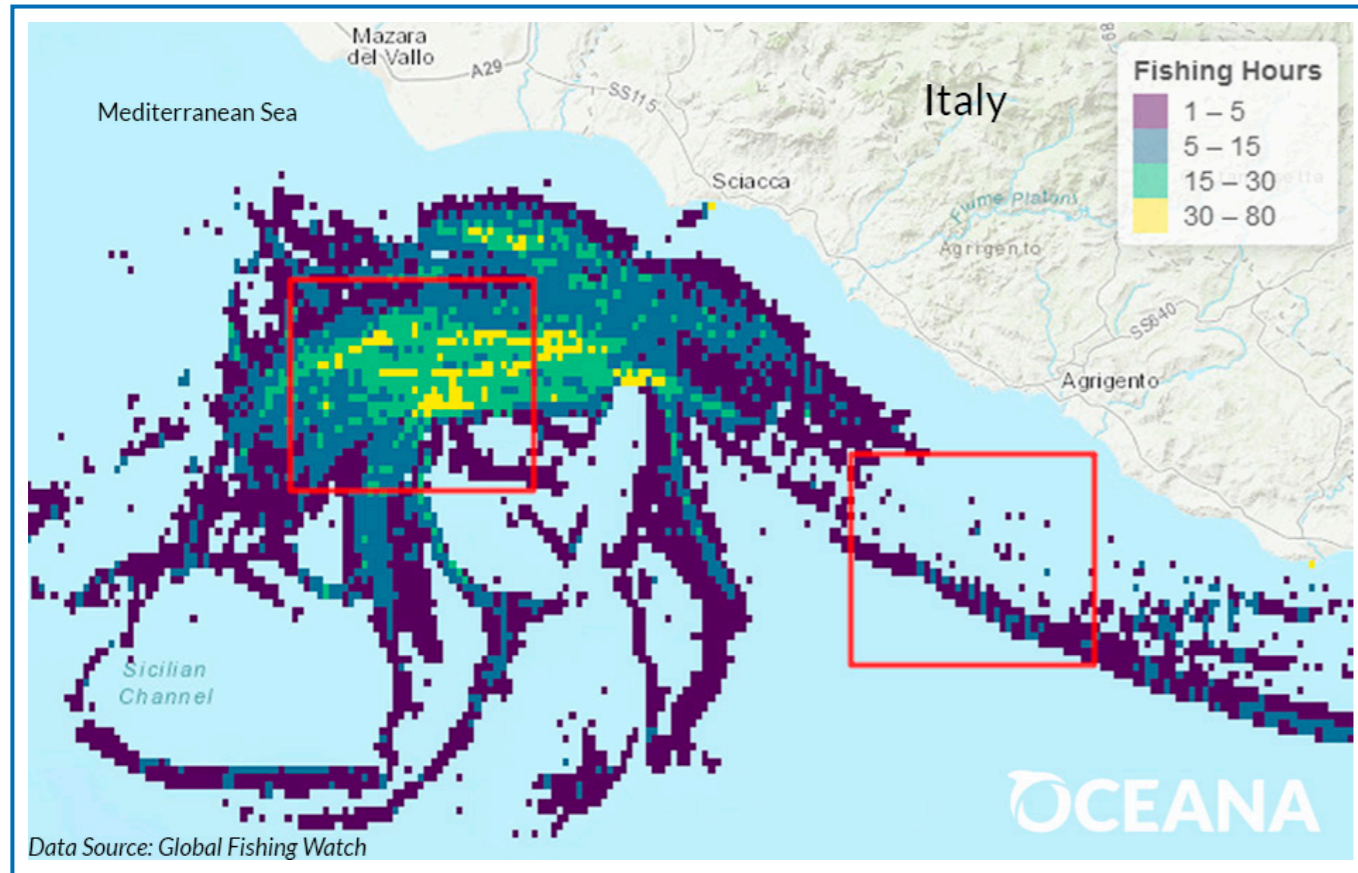 Mazara
del Vallo
A29
SS115
Mediterranean Sea
Italy
Fishing Hours
1 – 5
5 – 15
15 – 30
30 – 80
Sciacca
Fiume Platani
Agrigento
SS640
Agrigento
Sicilian
Channel
OCEANA
Data Source: Global Fishing Watch